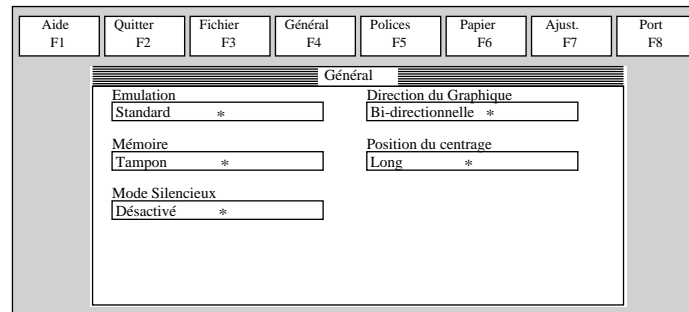 Aide Quitter Fichier Général Polices Papier Ajust. Port
F1 F2 F3 F4 F5 F6 F7 F8
Général
Emulation Direction du Graphique
Standard * Bi-directionnelle *
Mémoire Position du centrage
Tampon * Long *
Mode Silencieux
Désactivé *